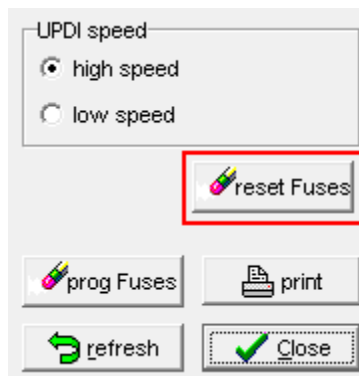 UPDI speed
high speed
low speed
reset Fuses
prog Fuses
print
refresh
Close